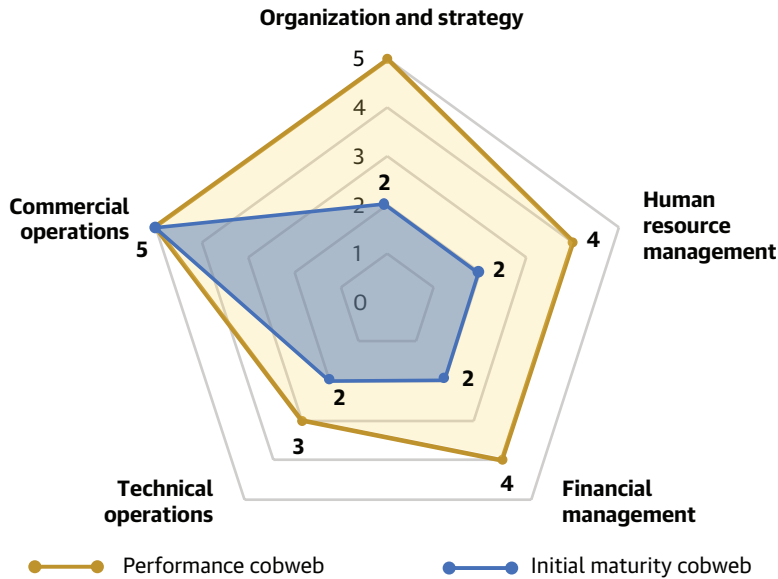 Organization and strategy
5
4
3
2
2
1
0
Human
resource
management
4
2
Commercial
operations
5
2
2
3
4
Technical
operations
Financial
management
Performance cobweb
Initial maturity cobweb